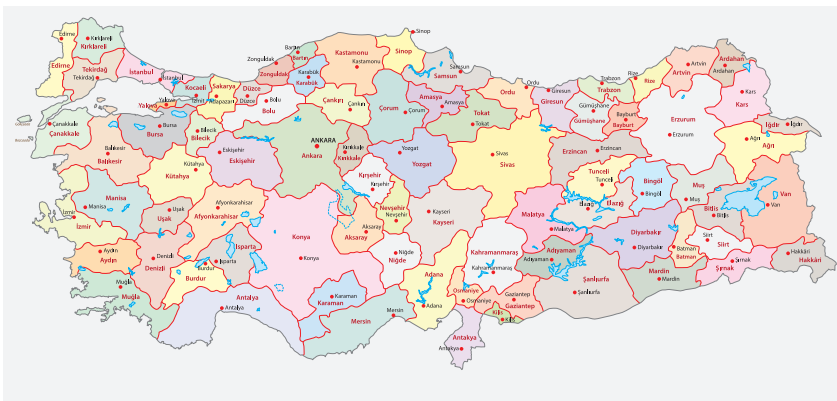 Edirne
Kırklareli
Kırklareli
Edirne
Tekirdağ
Tekirdağ
İstanbul
İstanbul
Kocaeli
İzmit
Sakarya
Adapazarı
Düzce
Düzce
Zonguldak
Zonguldak
Bartın
Bartın
Karabük
Karabük
Kastamonu
Kastamonu
Sinop
Sinop
Samsun
Samsun
Ordu
Ordu
Giresun
Giresun
Trabzon
Trabzon
Rize
Rize
Artvin
Artvin
Ardahan
Ardahan
Kars
Kars
Çanakkale
Çanakkale
Yalova
Yalova
Bursa
Bursa
Bilecik
Bilecik
Bolu
Bolu
Çankırı
Çankırı
Çorum
Çorum
Amasya
Amasya
Tokat
Tokat
Gümüşhane
Gümüşhane
Bayburt
Bayburt
Erzurum
Erzurum
Iğdır
Iğdır
Ağrı
Ağrı
Balıkesir
Balıkesir
Kütahya
Kütahya
Eskişehir
Eskişehir
ANKARA
Ankara
Kırıkkale
Kırıkkale
Yozgat
Yozgat
Sivas
Sivas
Erzincan
Erzincan
Tunceli
Tunceli
Bingöl
Bingöl
Muş
Muş
Bitlis
Bitlis
Van
Van
Manisa
Manisa
Uşak
Uşak
Afyonkarahisar
Afyonkarahisar
Kırşehir
Kırşehir
Nevşehir
Nevşehir
Kayseri
Kayseri
Malatya
Malatya
Elazığ
Elazığ
Diyarbakır
Diyarbakır
Batman
Batman
Siirt
Siirt
Şırnak
Şırnak
Hakkâri
Hakkâri
İzmir
İzmir
Aydın
Aydın
Denizli
Denizli
Burdur
Burdur
Isparta
Isparta
Konya
Konya
Aksaray
Aksaray
Niğde
Niğde
Kahramanmaraş
Kahramanmaraş
Adıyaman
Adıyaman
Şanlıurfa
Şanlıurfa
Mardin
Mardin
Muğla
Muğla
Antalya
Antalya
Karaman
Karaman
Mersin
Mersin
Adana
Adana
Osmaniye
Osmaniye
Gaziantep
Gaziantep
Kilis
Kilis
Antakya
Antakya